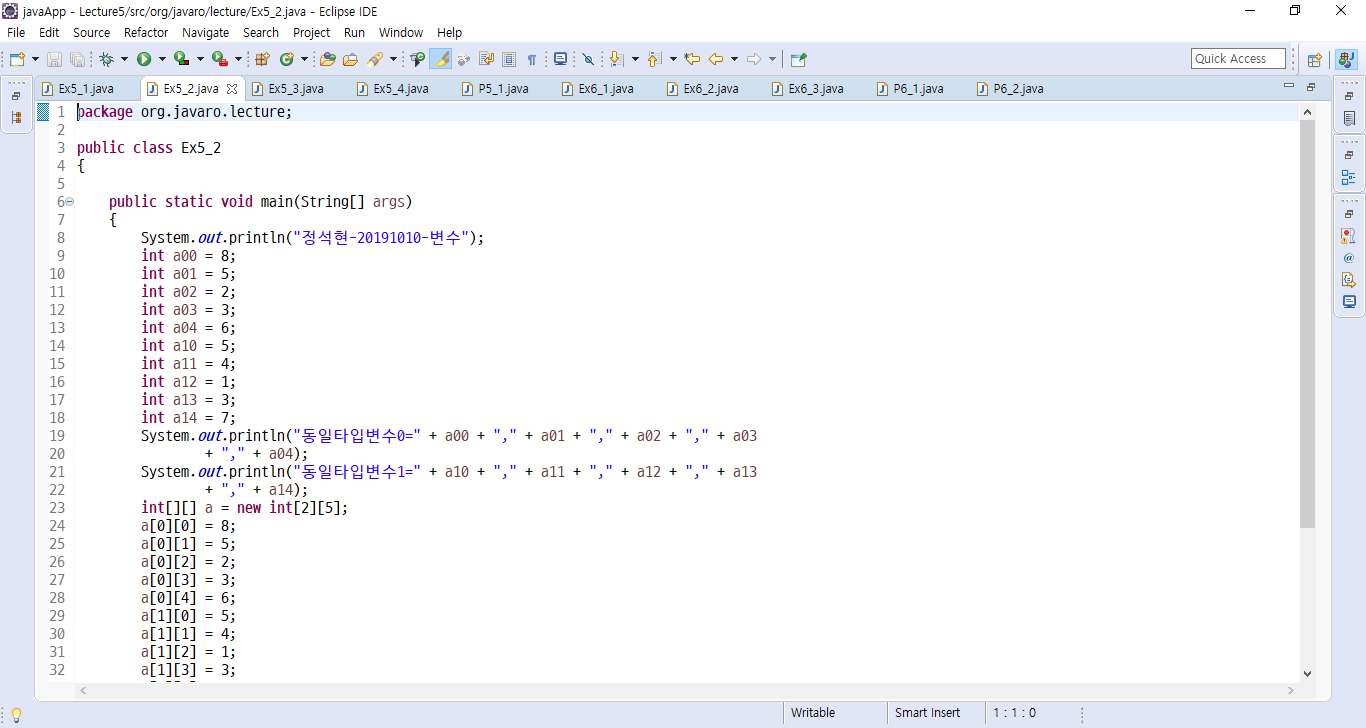 javaApp - Lecture5/src/org/javaro/lecture/Ex5_2.java - Eclipse IDE
File Edit Source Refactor Navigate Search Project Run Window Help
Quick Access
Ex5_1.java Ex5_2.java Ex5_3.java Ex5_4.java P5_1.java Ex6_1.java Ex6_2.java Ex6_3.java P6_1.java P6_2.java
1 package org.javaro.lecture;
2
3 public class Ex5_2
4 {
5
6 public static void main(String[] args)
7 {
8 System.out.println("정석현-20191010-변수");
9 int a00 = 8;
10 int a01 = 5;
11 int a02 = 2;
12 int a03 = 3;
13 int a04 = 6;
14 int a10 = 5;
15 int a11 = 4;
16 int a12 = 1;
17 int a13 = 3;
18 int a14 = 7;
19 System.out.println("동일타입변수0=" + a00 + "," + a01 + "," + a02 + "," + a03
20 + "," + a04);
21 System.out.println("동일타입변수1=" + a10 + "," + a11 + "," + a12 + "," + a13
22 + "," + a14);
23 int[][] a = new int[2][5];
24 a[0][0] = 8;
25 a[0][1] = 5;
26 a[0][2] = 2;
27 a[0][3] = 3;
28 a[0][4] = 6;
29 a[1][0] = 5;
30 a[1][1] = 4;
31 a[1][2] = 1;
32 a[1][3] = 3;
Writable Smart Insert 1 : 1 : 0